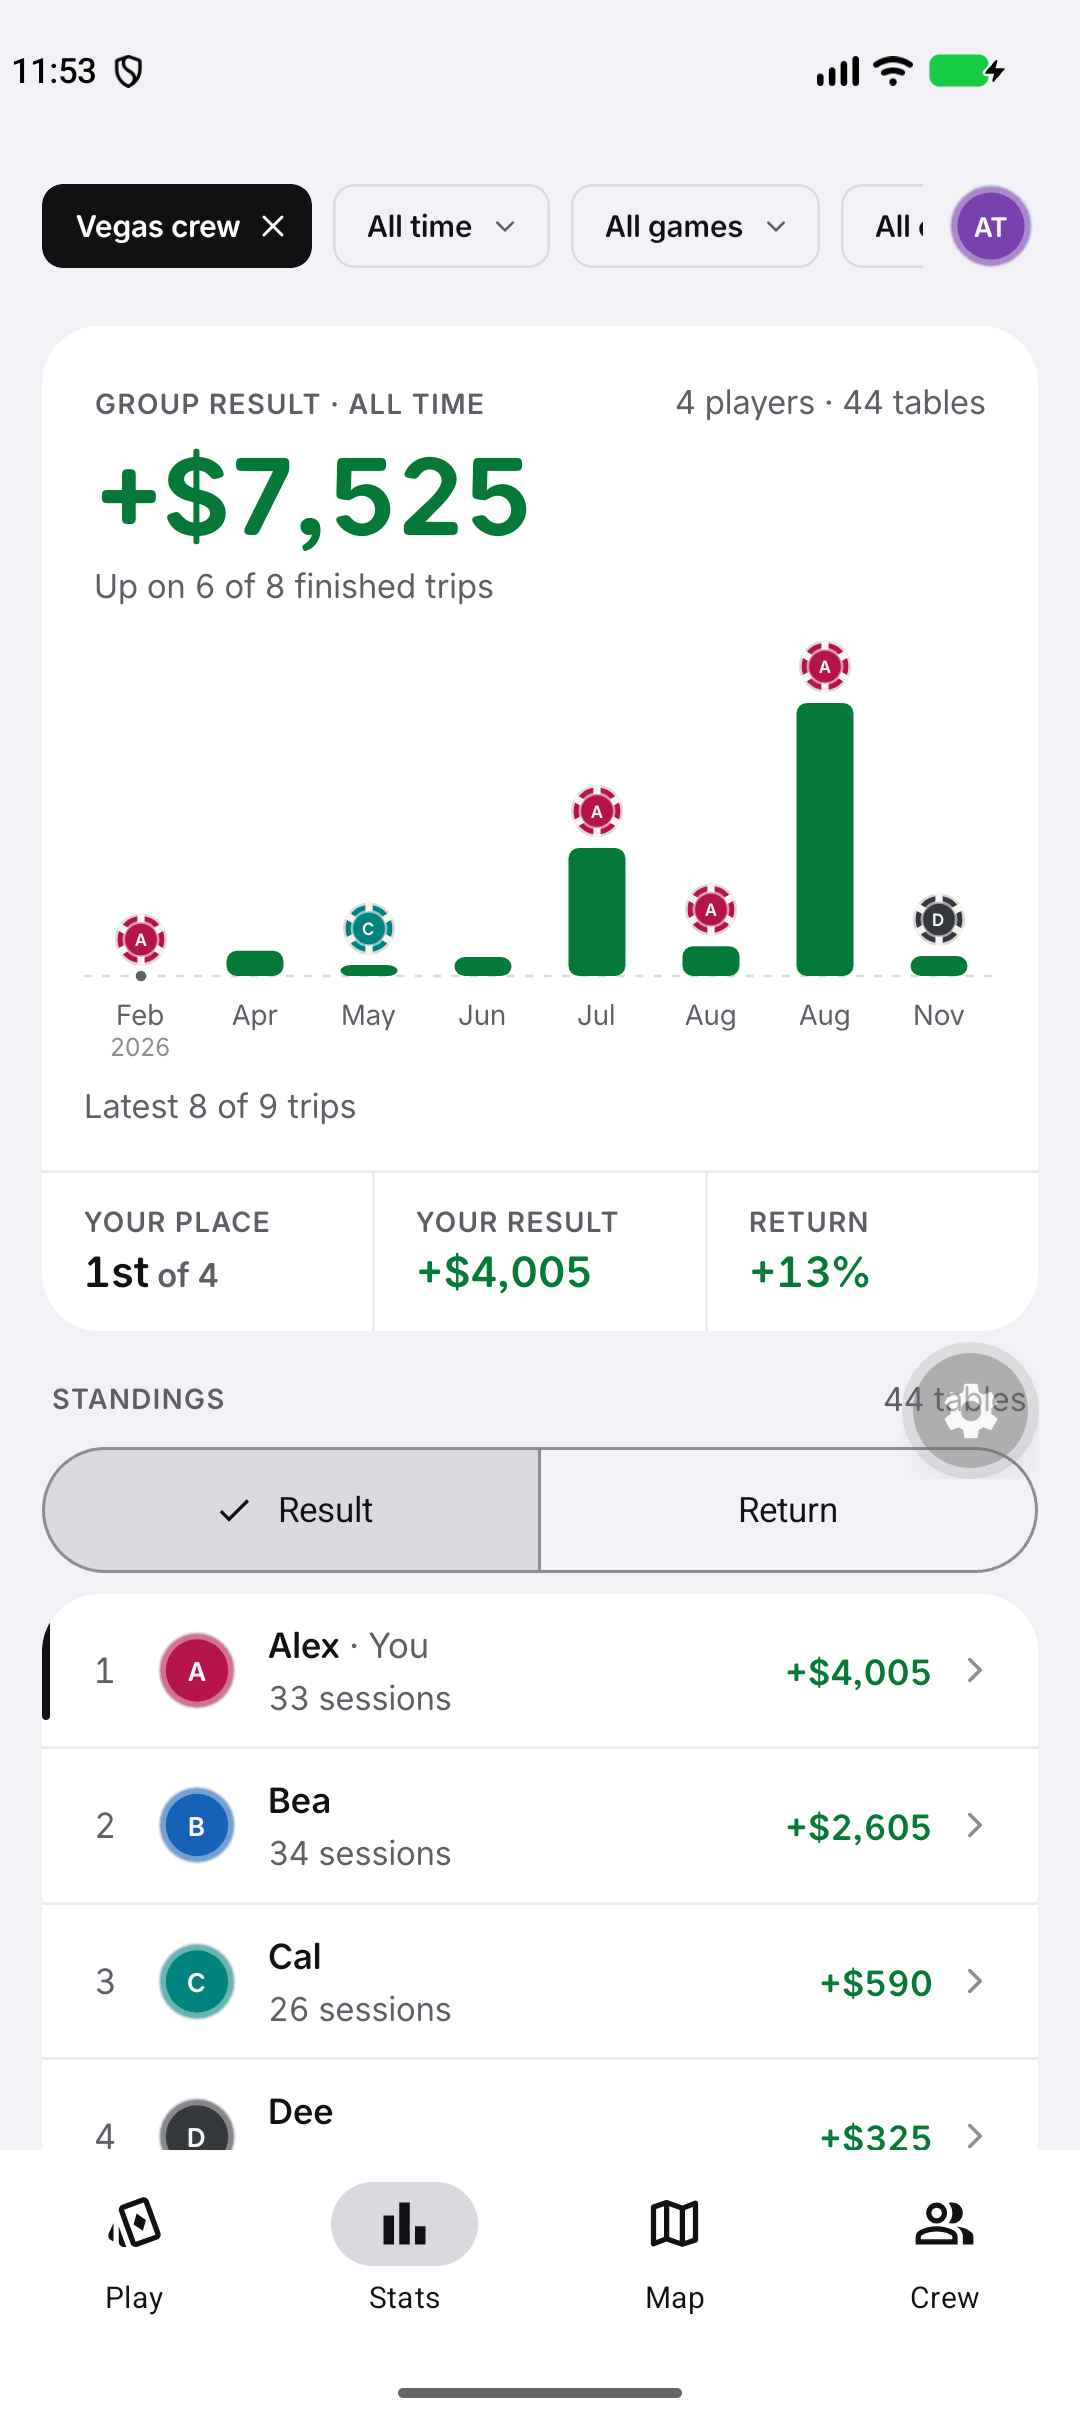 11:53
Vegas crew
All time
All games
All
AT
GROUP RESULT · ALL TIME
4 players · 44 tables
+$7,525
Up on 6 of 8 finished trips
A
A
A
D
C
A
Feb
Apr
May
Jun
Jul
Aug
Aug
Nov
2026
Latest 8 of 9 trips
YOUR PLACE
YOUR RESULT
RETURN
1st of 4
+$4,005
+13%
STANDINGS
44 tables
Result
Return
1
A
Alex · You
33 sessions
+$4,005
2
B
Bea
34 sessions
+$2,605
3
C
Cal
26 sessions
+$590
4
D
Dee
+$325
Play
Stats
Map
Crew